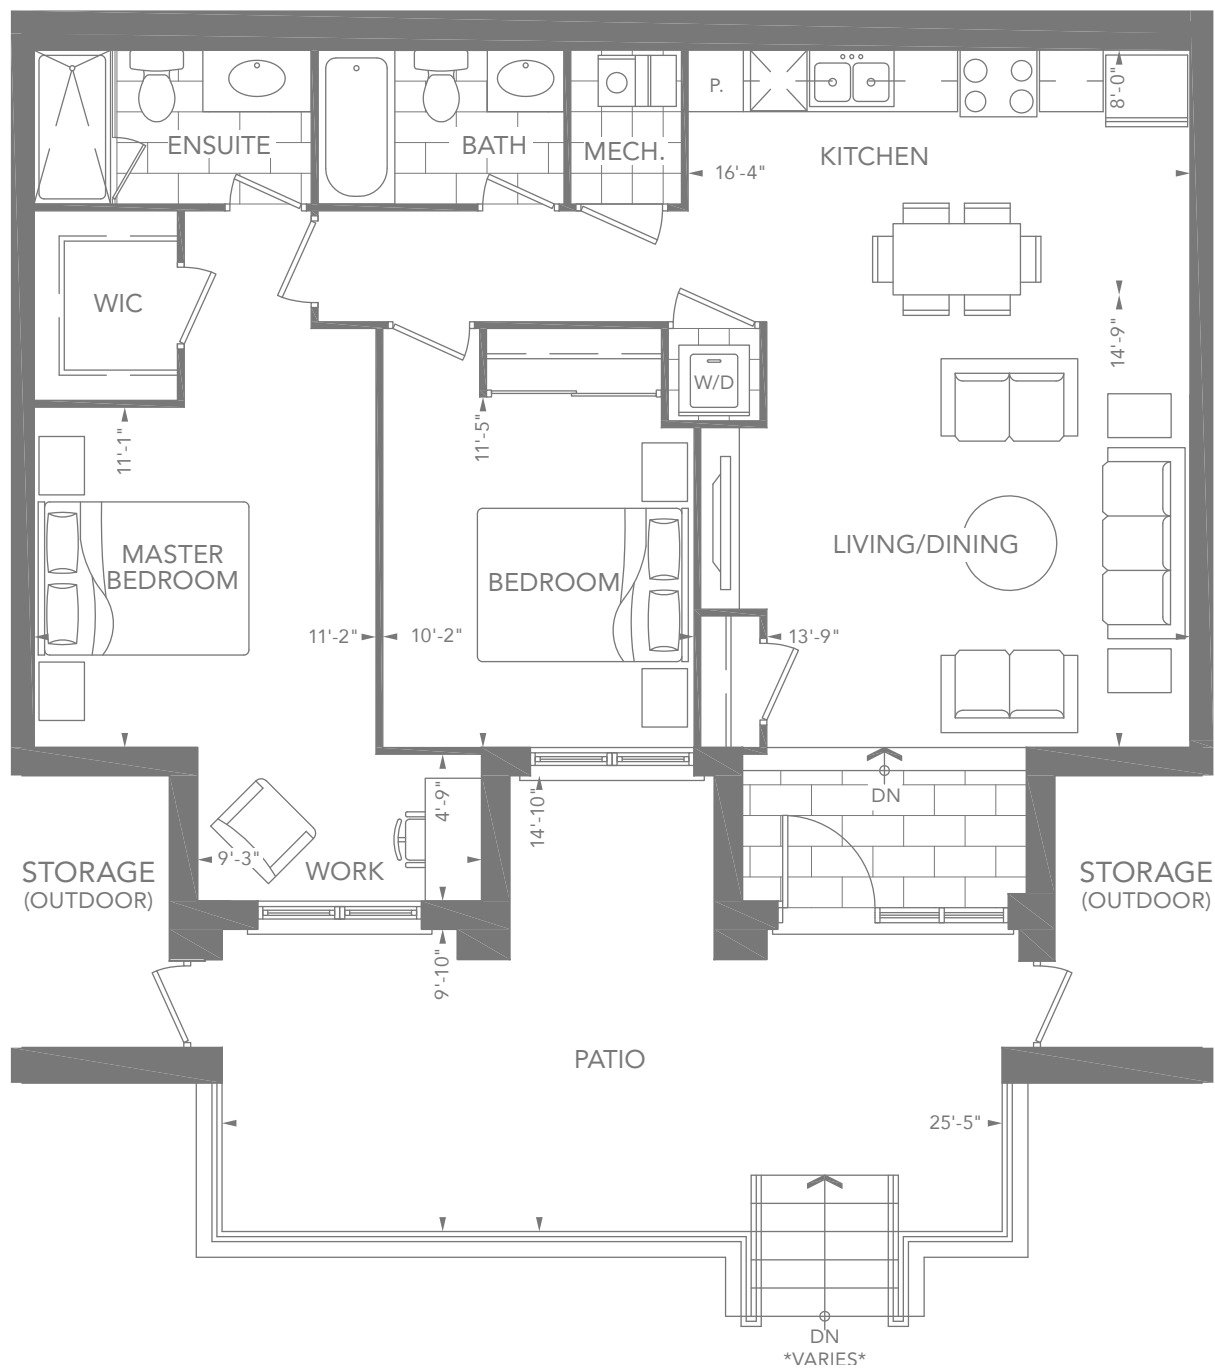 ENSUITE
BATH
MECH.
P.
KITCHEN
8'-0"
16'-4"
WIC
W/D
14'-9"
11'-1"
11'-5"
MASTER
BEDROOM
BEDROOM
LIVING/DINING
11'-2"
10'-2"
13'-9"
4'-9"
14'-10"
DN
9'-3"
WORK
STORAGE
(OUTDOOR)
STORAGE
(OUTDOOR)
9'-10"
PATIO
25'-5"
DN
*VARIES*